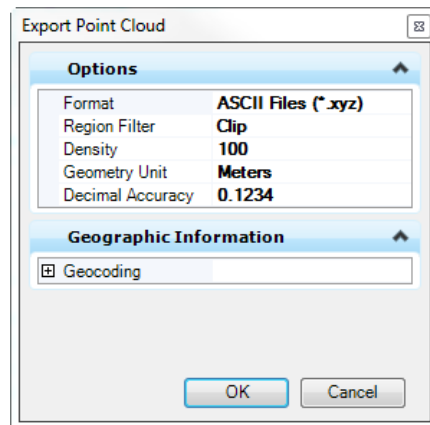 Export Point Cloud
Options
Format ASCII Files (*.xyz)
Region Filter Clip
Density 100
Geometry Unit Meters
Decimal Accuracy 0.1234
Geographic Information
Geocoding
OK Cancel